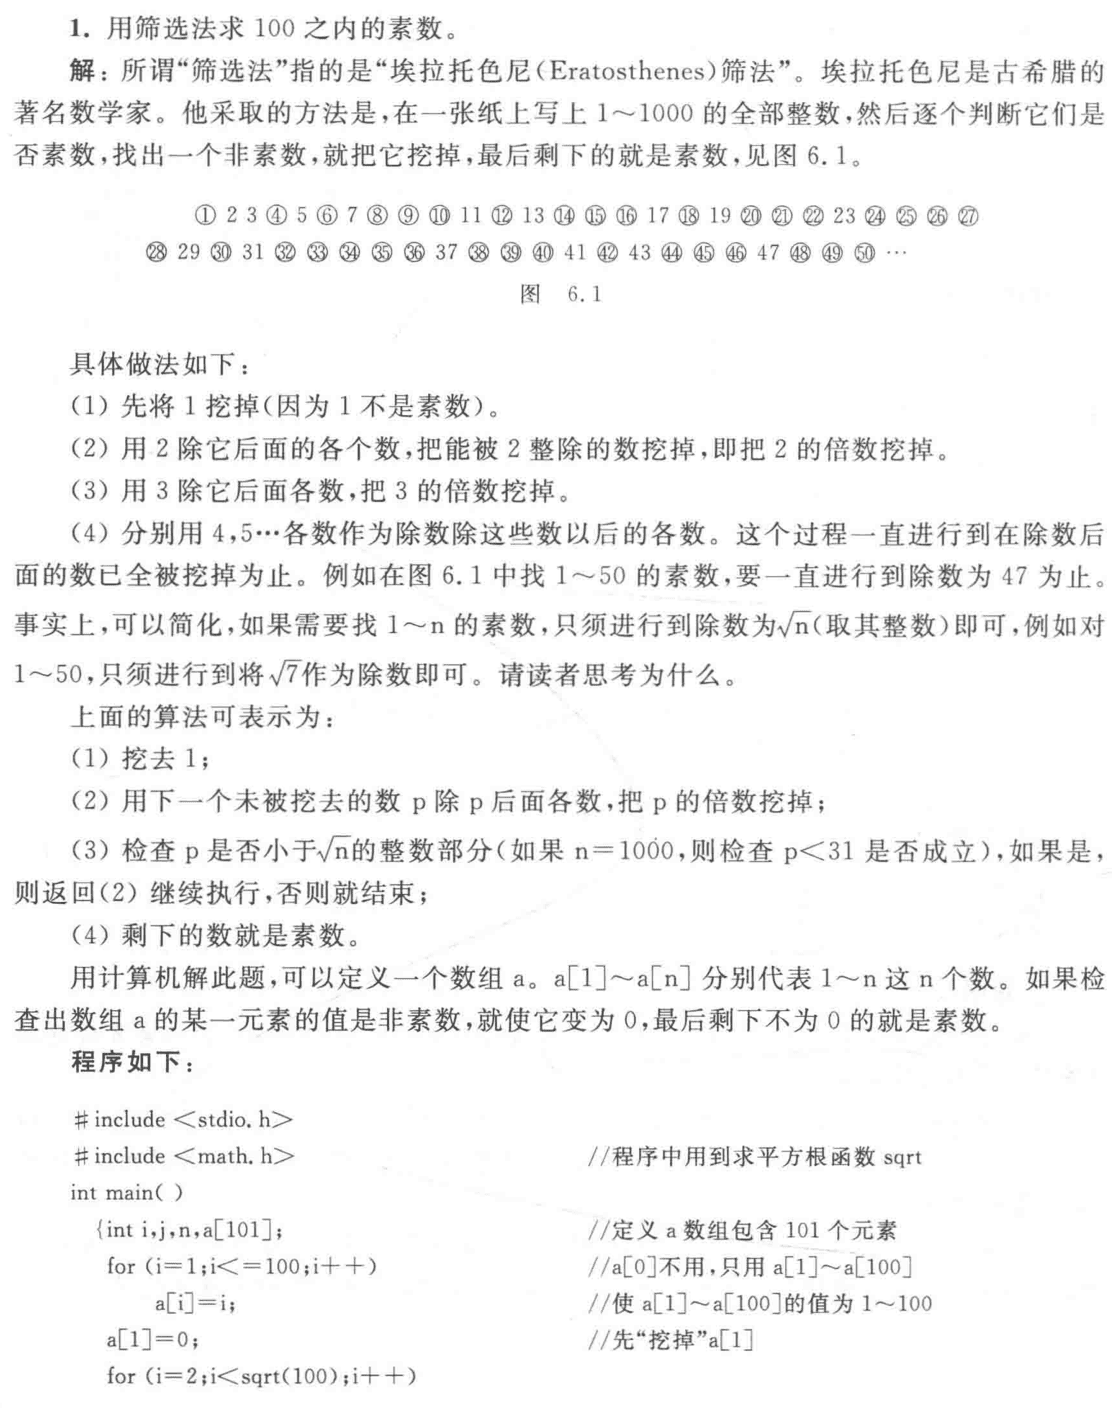 1. 用筛选法求 100 之内的素数。
解：所谓“筛选法”指的是“埃拉托色尼(Eratosthenes)筛法”。埃拉托色尼是古希腊的
著名数学家。他采取的方法是,在一张纸上写上 1～1000 的全部整数,然后逐个判断它们是
否素数,找出一个非素数,就把它挖掉,最后剩下的就是素数,见图 6.1。
① 2 3 ④ 5 ⑥ 7 ⑧ ⑨ ⑩ 11 ⑫ 13 ⑭ ⑮ ⑯ 17 ⑱ 19 ⑳ ㉑ ㉒ 23 ㉔ ㉕ ㉖ ㉗
㉘ 29 ㉚ 31 ㉜ ㉝ ㉞ ㉟ ㊱ 37 ㊳ ㊴ ㊵ 41 ㊷ 43 ㊹ ㊺ ㊻ 47 ㊽ ㊾ ㊿ …
图 6.1
具体做法如下：
(1) 先将 1 挖掉(因为 1 不是素数)。
(2) 用 2 除它后面的各个数,把能被 2 整除的数挖掉,即把 2 的倍数挖掉。
(3) 用 3 除它后面各数,把 3 的倍数挖掉。
(4) 分别用 4,5…各数作为除数除这些数以后的各数。这个过程一直进行到在除数后
面的数已全被挖掉为止。例如在图 6.1 中找 1～50 的素数,要一直进行到除数为 47 为止。
事实上,可以简化,如果需要找 1～n 的素数,只须进行到除数为√n(取其整数)即可,例如对
1～50,只须进行到将√7作为除数即可。请读者思考为什么。
上面的算法可表示为：
(1) 挖去 1;
(2) 用下一个未被挖去的数 p 除 p 后面各数,把 p 的倍数挖掉;
(3) 检查 p 是否小于√n的整数部分(如果 n=1000,则检查 p<31 是否成立),如果是,
则返回(2) 继续执行,否则就结束;
(4) 剩下的数就是素数。
用计算机解此题,可以定义一个数组 a。a[1]～a[n] 分别代表 1～n 这 n 个数。如果检
查出数组 a 的某一元素的值是非素数,就使它变为 0,最后剩下不为 0 的就是素数。
程序如下：
#include <stdio.h>
#include <math.h> //程序中用到求平方根函数 sqrt
int main( )
{int i,j,n,a[101]; //定义 a 数组包含 101 个元素
for (i=1;i<=100;i++) //a[0]不用,只用 a[1]～a[100]
a[i]=i; //使 a[1]～a[100]的值为 1～100
a[1]=0; //先“挖掉”a[1]
for (i=2;i<sqrt(100);i++)